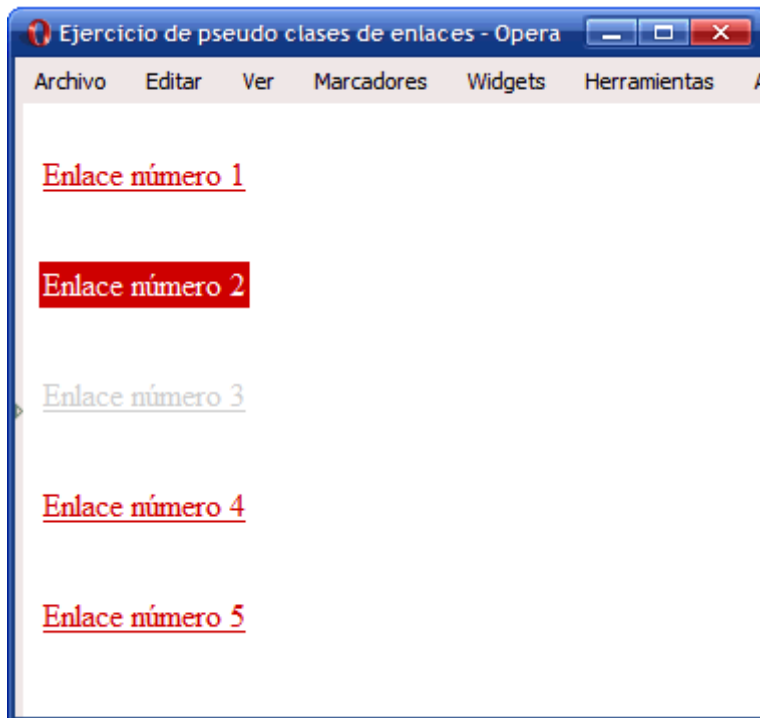 Ejercicio de pseudo clases de enlaces - Opera
Archivo Editar Ver Marcadores Widgets Herramientas
Enlace número 1
Enlace número 2
Enlace número 3
Enlace número 4
Enlace número 5